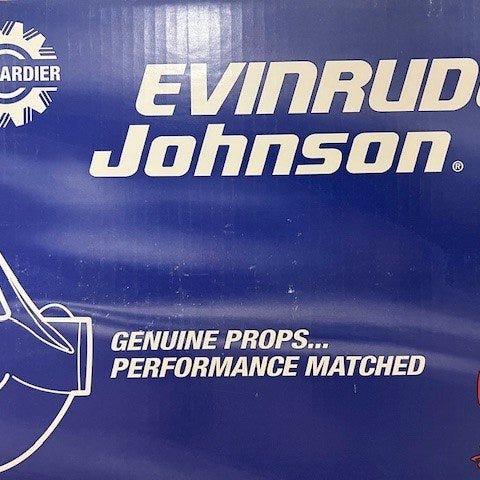 ARDIER
EVINRUD
Johnson®
GENUINE PROPS...
PERFORMANCE MATCHED